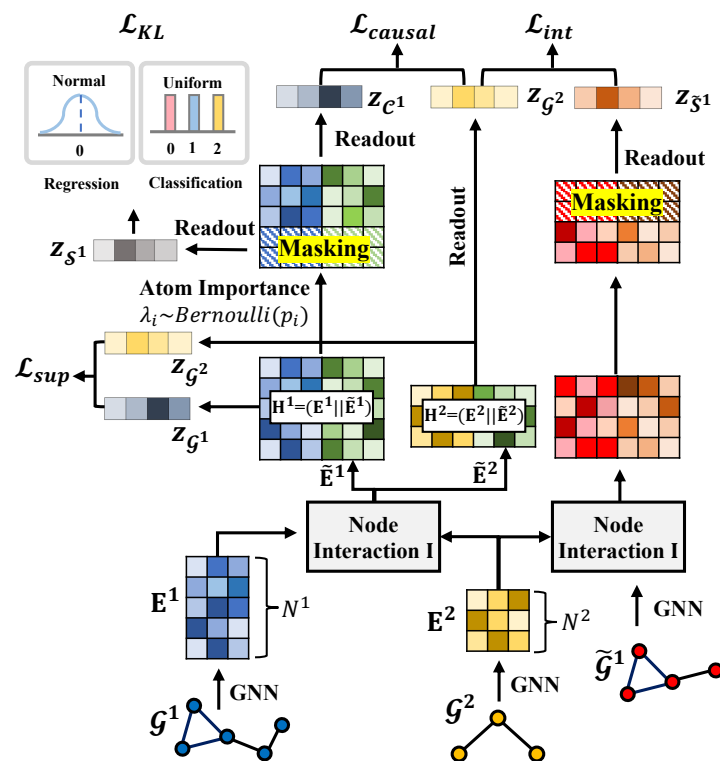 ℒ_KL
ℒ_causal
ℒ_int
Normal
0
Uniform
0 1 2
Regression
Classification
z_𝒞¹
z_𝒢²
z_𝒮̃¹
Readout
Readout
Masking
Masking
Readout
z_𝒮¹
Readout
Atom Importance
λ_i~Bernoulli(p_i)
z_𝒢²
ℒ_sup
z_𝒢¹
H¹=(E¹||Ẽ¹)
H²=(E²||Ẽ²)
Ẽ¹
Ẽ²
Node
Interaction I
Node
Interaction I
E¹
N¹
E²
N²
GNN
GNN
GNN
𝒢¹
𝒢²
𝒢̃¹